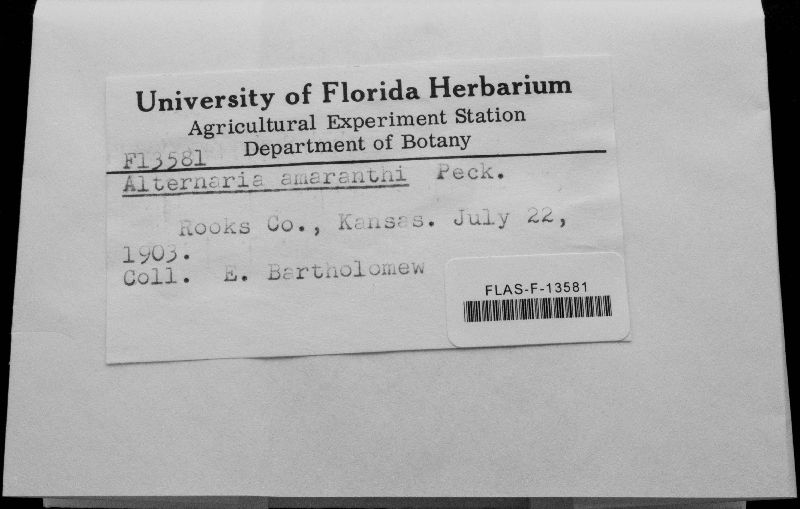 University of Florida Herbarium
Agricultural Experiment Station
Department of Botany
F13581
Alternaria amaranthi Peck.
Rooks Co., Kansas. July 22,
1903.
Coll. E. Bartholomew
FLAS-F-13581